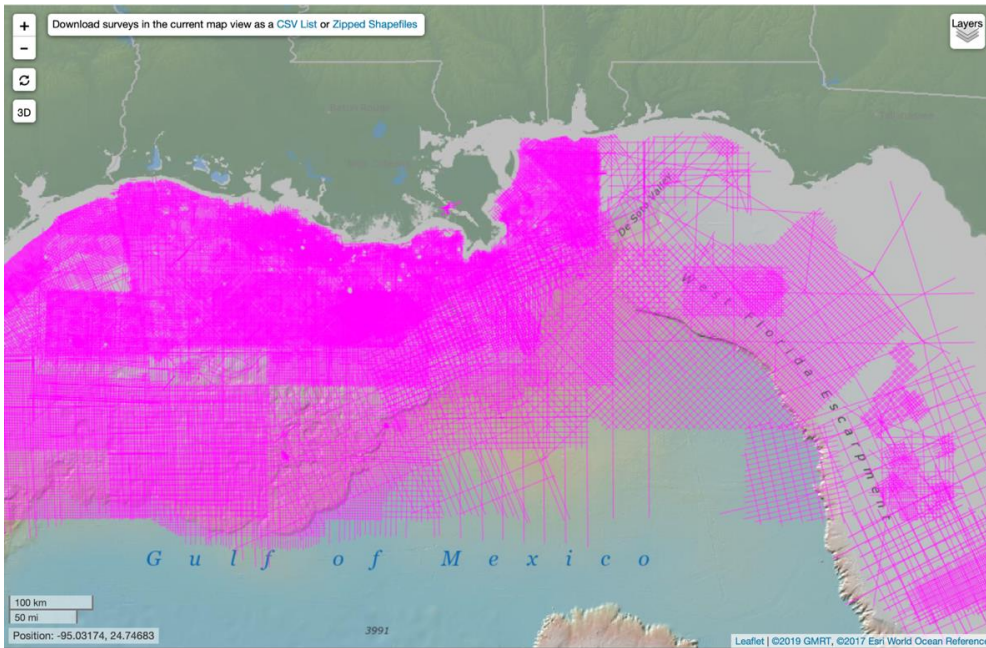 +
Download surveys in the current map view as a CSV List or Zipped Shapefiles
Layers
−
3D
De Soto Valley
West Florida Escarpment
Gulf of Mexico
100 km
50 mi
Position: -95.03174, 24.74683
3991
Leaflet | ©2019 GMRT, ©2017 Esri World Ocean Reference